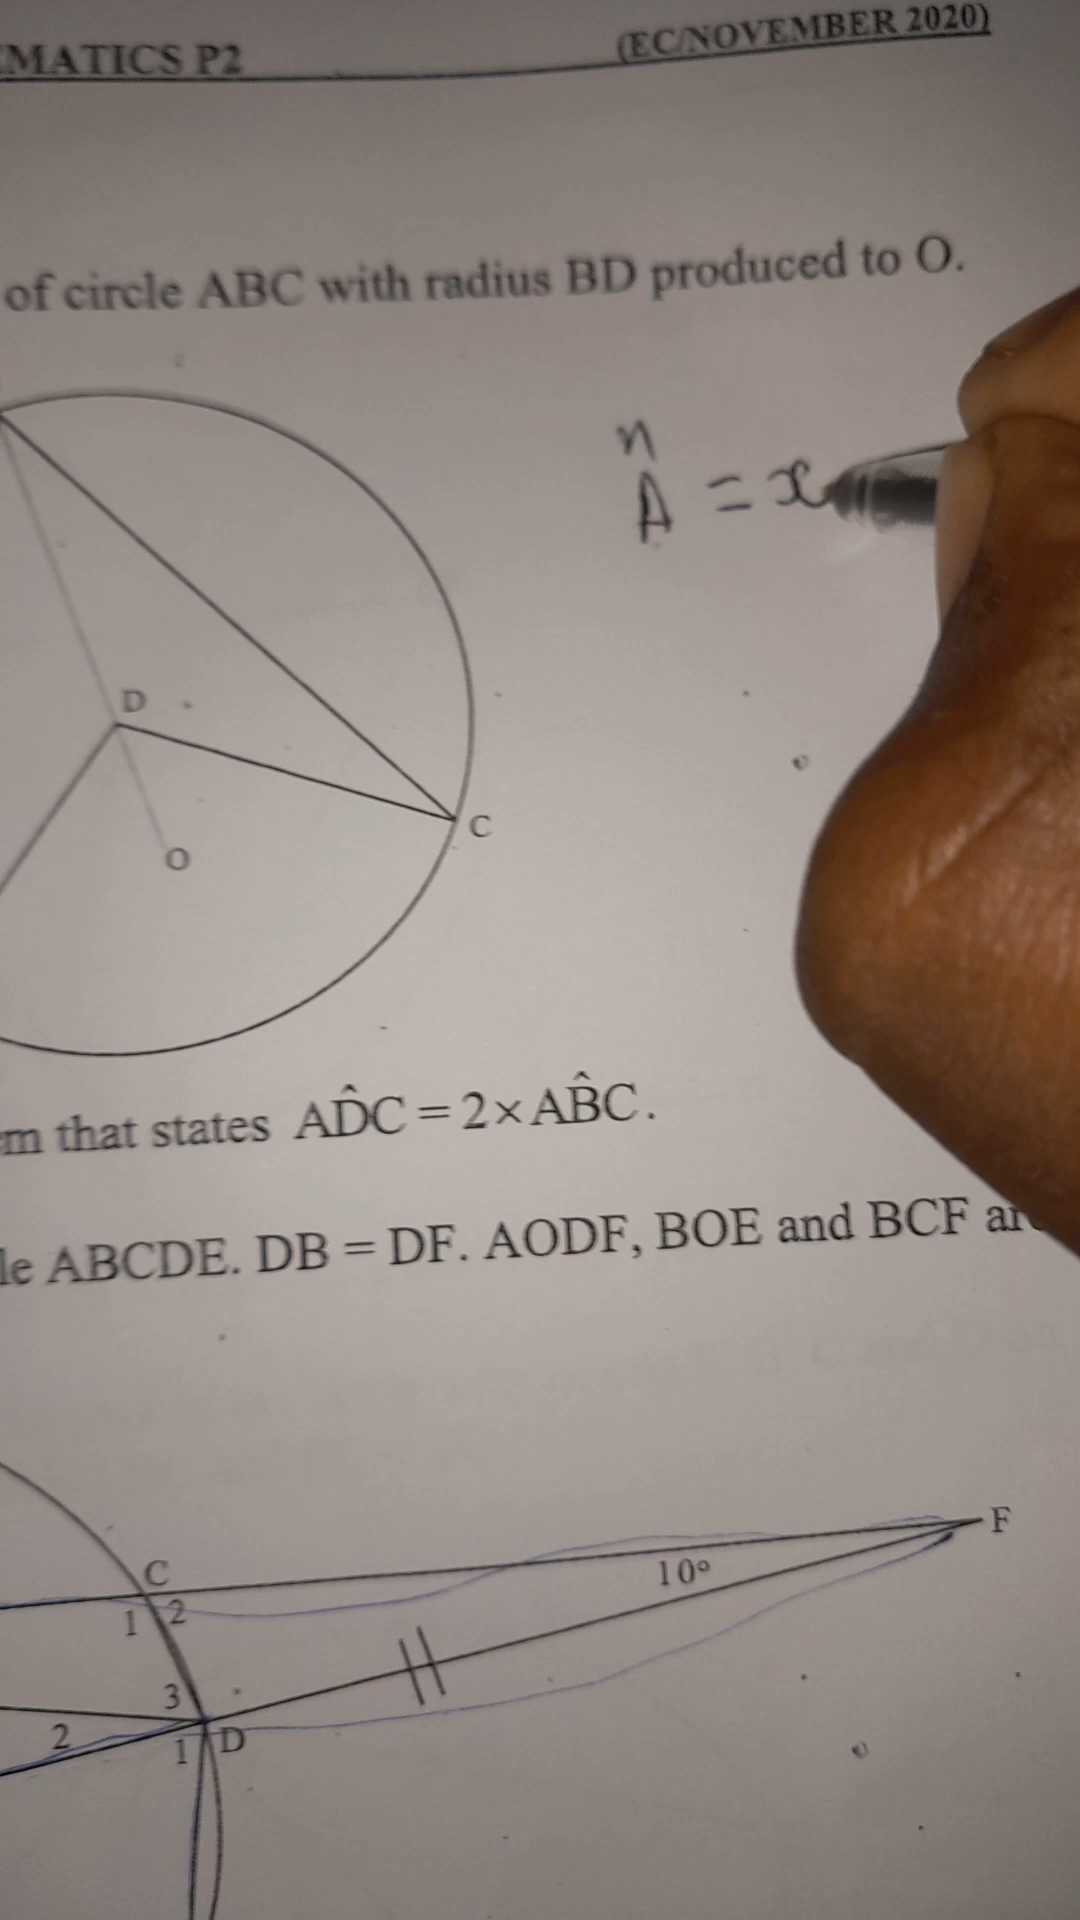 MATICS P2
(EC/NOVEMBER 2020)
of circle ABC with radius BD produced to O.
n
A = x
D
C
O
m that states AD̂C = 2×AB̂C.
le ABCDE. DB = DF. AODF, BOE and BCF
C
F
10°
1 2
3
2
1 D